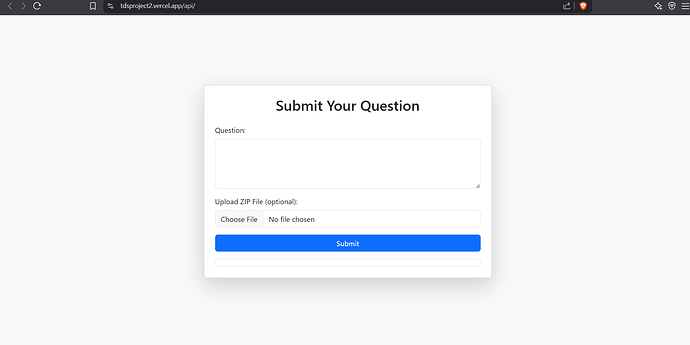 tdsproject2.vercel.app/api/
Submit Your Question
Question:
Upload ZIP File (optional):
Choose File No file chosen
Submit